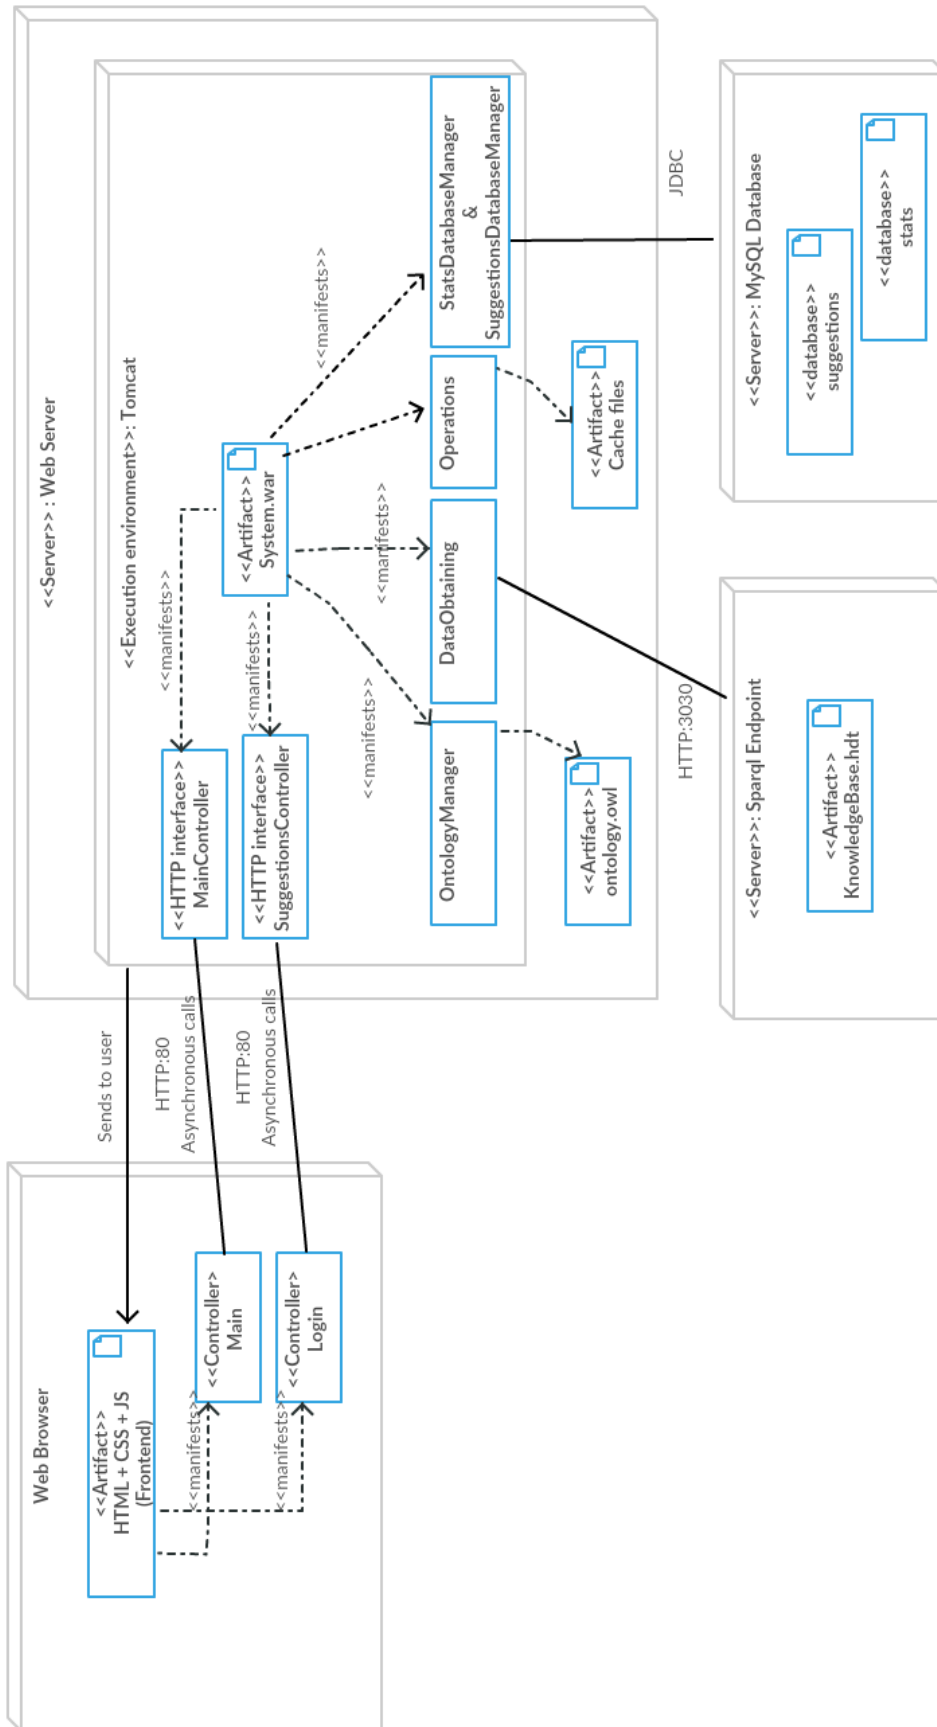 Web Browser
<<Artifact>>
HTML + CSS + JS
(Frontend)
<<manifests>>
<<manifests>>
<<Controller>
Main
<<Controller>
Login
Sends to user
HTTP:80
Asynchronous calls
HTTP:80
Asynchronous calls
<<Server>> : Web Server
<<Execution environment>>: Tomcat
<<HTTP interface>>
MainController
<<HTTP interface>>
SuggestionsController
<<manifests>>
<<manifests>>
<<manifests>>
<<manifests>>
<<manifests>>
<<Artifact>>
System.war
OntologyManager
DataObtaining
Operations
StatsDatabaseManager
&
SuggestionsDatabaseManager
<<Artifact>>
ontology.owl
<<Artifact>>
Cache files
HTTP:3030
JDBC
<<Server>>: Sparql Endpoint
<<Artifact>>
KnowledgeBase.hdt
<<Server>>: MySQL Database
<<database>>
suggestions
<<database>>
stats